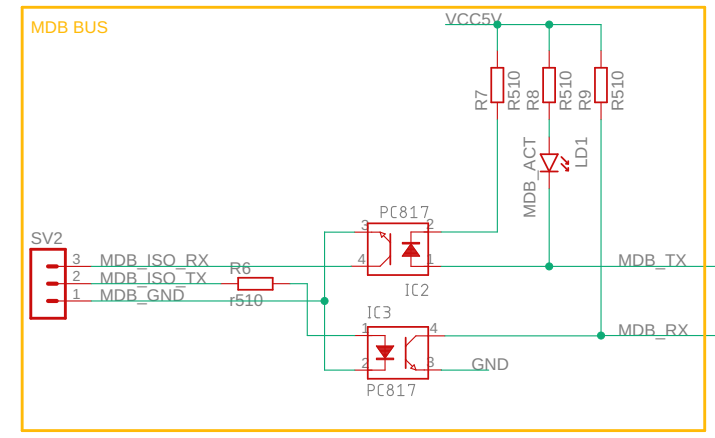 MDB BUS
VCC5V
R7
R510
R8
R510
R9
R510
MDB_ACT
LD1
PC817
3
2
4
1
IC2
SV2
3
MDB_ISO_RX
2
MDB_ISO_TX
1
MDB_GND
R6
r510
MDB_TX
IC3
1
4
2
3
PC817
MDB_RX
GND